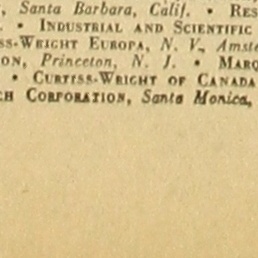 , Santa Barbara, Calif. • RES
. • INDUSTRIAL AND SCIENTIFIC
SS-WRIGHT EUROPA, N. V., Amste
ON, Princeton, N. J. • MARQ
• CURTISS-WRIGHT OF CANADA
CH CORPORATION, Santa Monica,